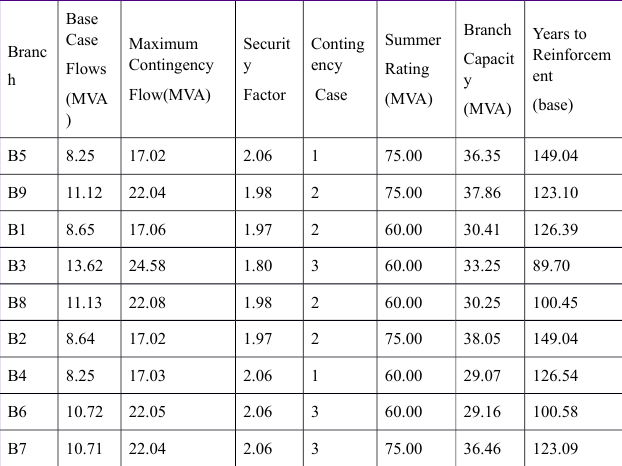 Branc
h
Base
Case
Flows
(MVA
)
Maximum
Contingency
Flow(MVA)
Securit
y
Factor
Conting
ency
Case
Summer
Rating
(MVA)
Branch
Capacit
y
(MVA)
Years to
Reinforcem
ent
(base)
B5 8.25 17.02 2.06 1 75.00 36.35 149.04
B9 11.12 22.04 1.98 2 75.00 37.86 123.10
B1 8.65 17.06 1.97 2 60.00 30.41 126.39
B3 13.62 24.58 1.80 3 60.00 33.25 89.70
B8 11.13 22.08 1.98 2 60.00 30.25 100.45
B2 8.64 17.02 1.97 2 75.00 38.05 149.04
B4 8.25 17.03 2.06 1 60.00 29.07 126.54
B6 10.72 22.05 2.06 3 60.00 29.16 100.58
B7 10.71 22.04 2.06 3 75.00 36.46 123.09